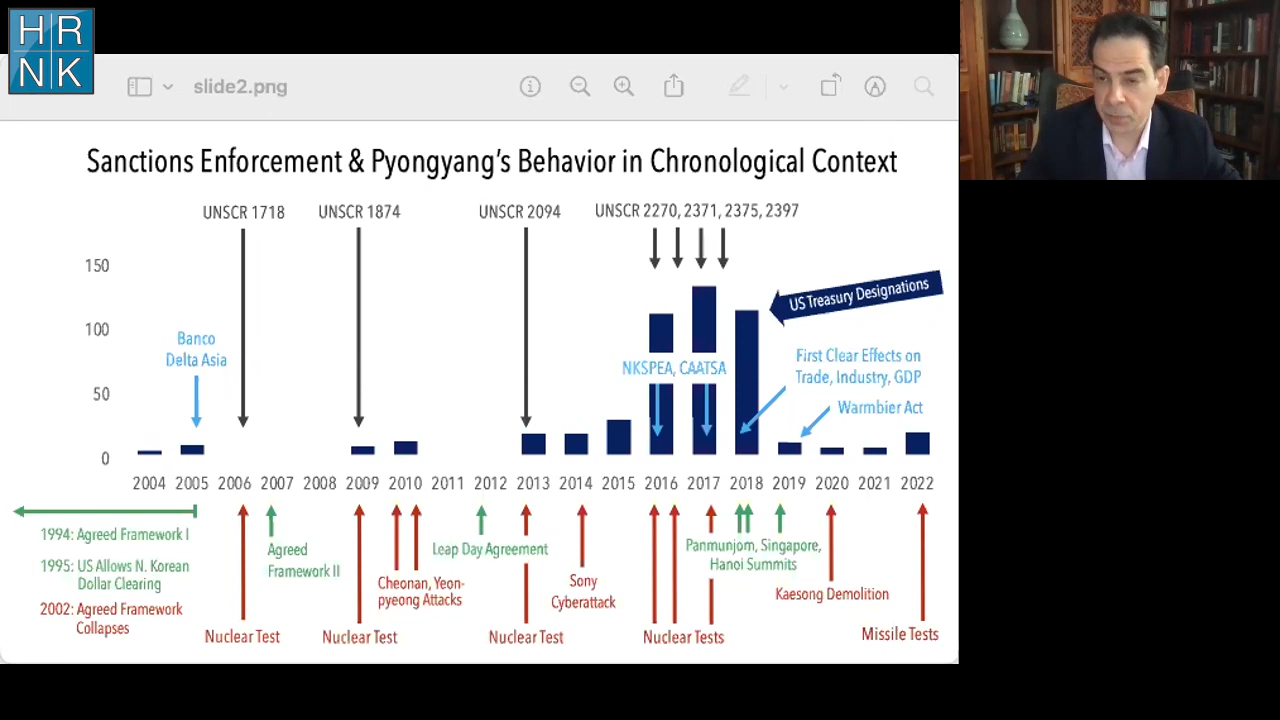 HR
NK
slide2.png
Sanctions Enforcement & Pyongyang's Behavior in Chronological Context
UNSCR 1718
UNSCR 1874
UNSCR 2094
UNSCR 2270, 2371, 2375, 2397
150
100
50
0
US Treasury Designations
Banco
Delta Asia
NKSPEA, CAATSA
First Clear Effects on
Trade, Industry, GDP
Warmbier Act
2004 2005 2006 2007 2008 2009 2010 2011 2012 2013 2014 2015 2016 2017 2018 2019 2020 2021 2022
1994: Agreed Framework I
1995: US Allows N. Korean
Dollar Clearing
2002: Agreed Framework
Collapses
Nuclear Test
Agreed
Framework II
Nuclear Test
Cheonan, Yeon-
pyeong Attacks
Leap Day Agreement
Nuclear Test
Sony
Cyberattack
Nuclear Tests
Panmunjom, Singapore,
Hanoi Summits
Kaesong Demolition
Missile Tests